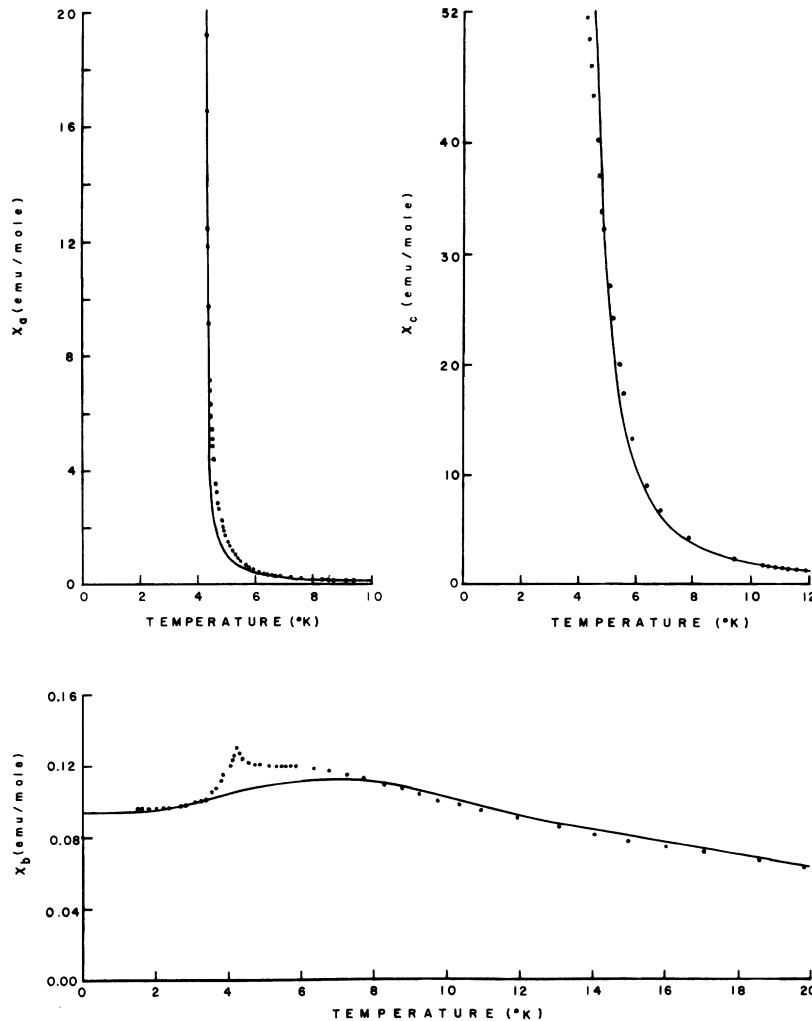 20
16
12
8
4
0
χa (emu/mole)
0 2 4 6 8 10
TEMPERATURE (°K)
52
40
30
20
10
0
χc (emu/mole)
0 2 4 6 8 10 12
TEMPERATURE (°K)
0.16
0.12
0.08
0.04
0.00
χb (emu/mole)
0 2 4 6 8 10 12 14 16 18 20
TEMPERATURE (°K)